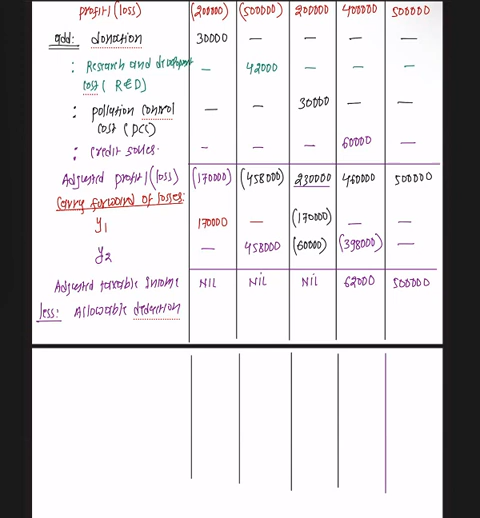 profit/(loss) (200000) (500000) 200000 400000 500000
add: donation 30000 — — — —
: Research and development — 42000 — — —
cost ( R&D)
: pollation control — — 30000 — —
cost (PCC)
: credit soues. — — — 60000 —
Adjusted profit/(loss) (170000) (458000) 230000 460000 500000
Carry forward of losses:
y1 170000 — (170000) — —
y2 — 458000 (60000) (398000) —
Adjusted taxable income NIL NIL NIL 62000 500000
less: Allowable deduction